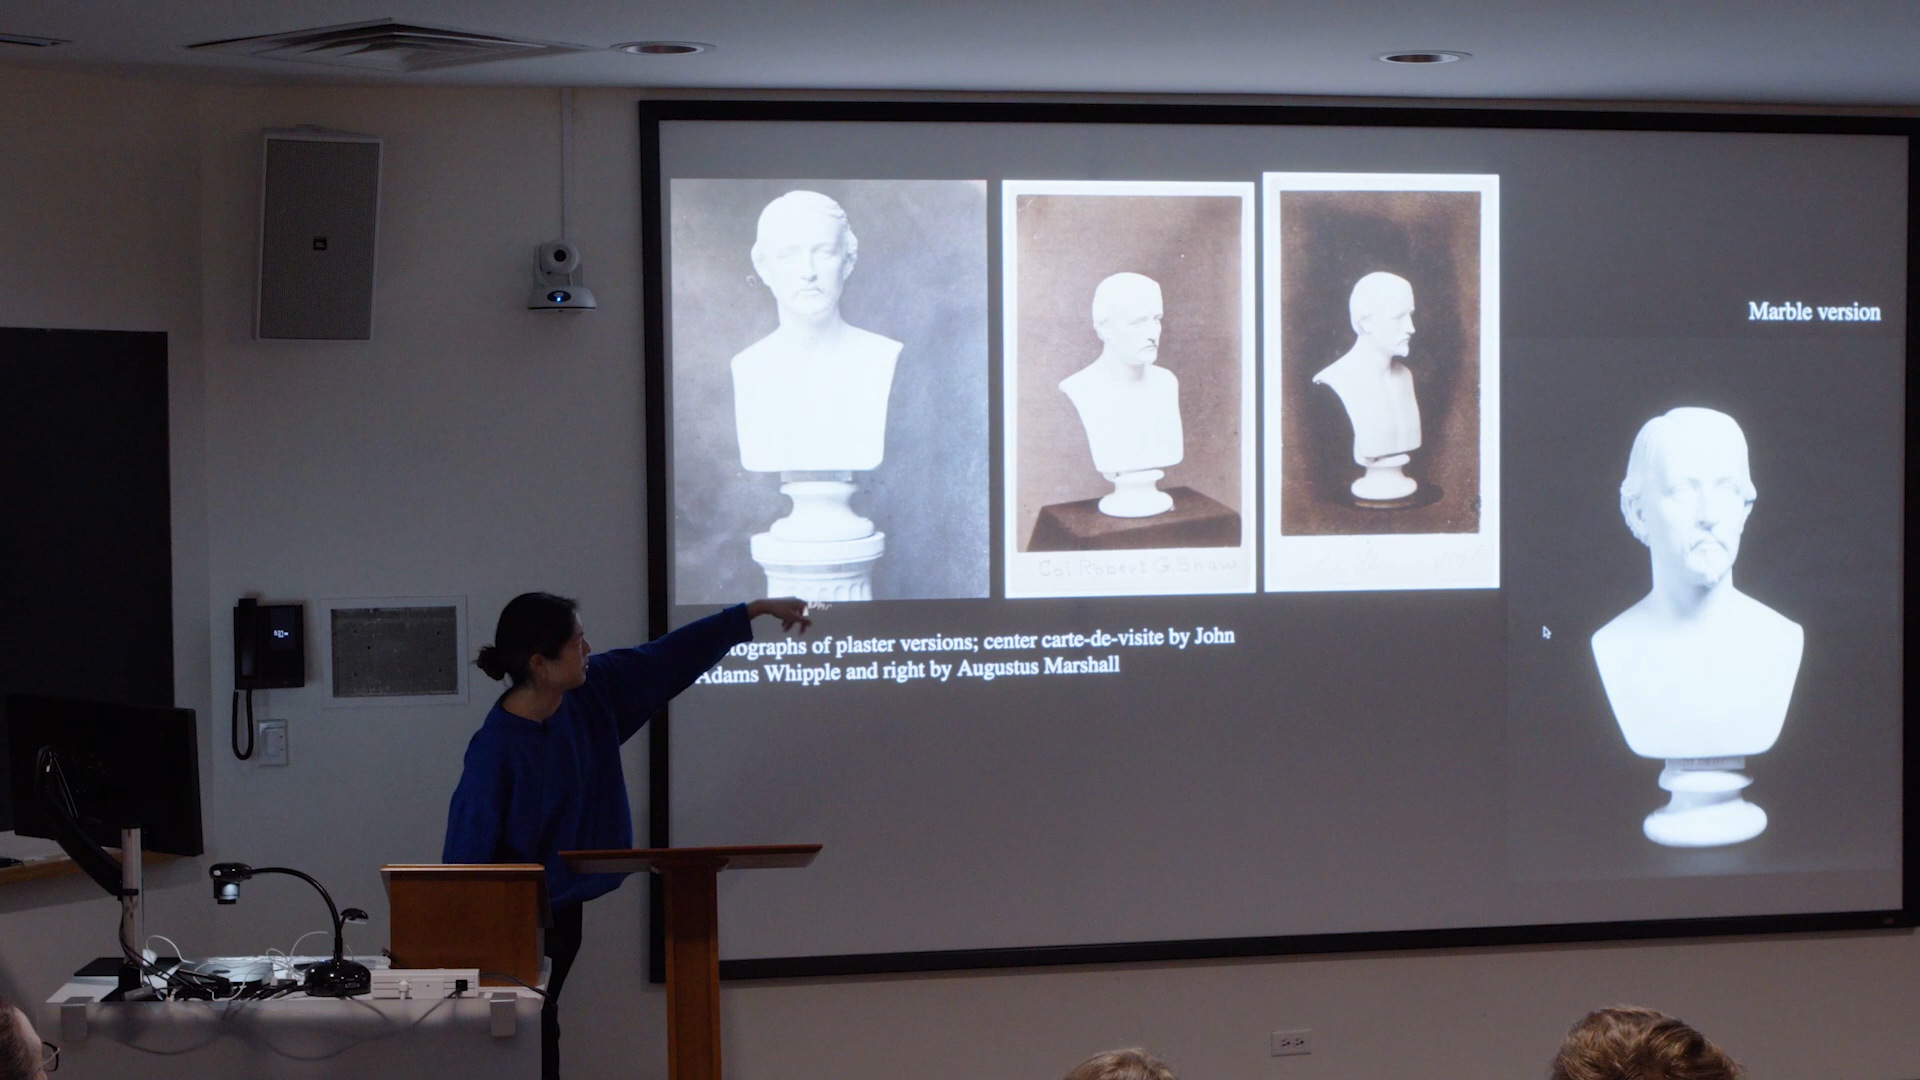 Marble version
Col Robert G. Shaw
tographs of plaster versions; center carte-de-visite by John
Adams Whipple and right by Augustus Marshall